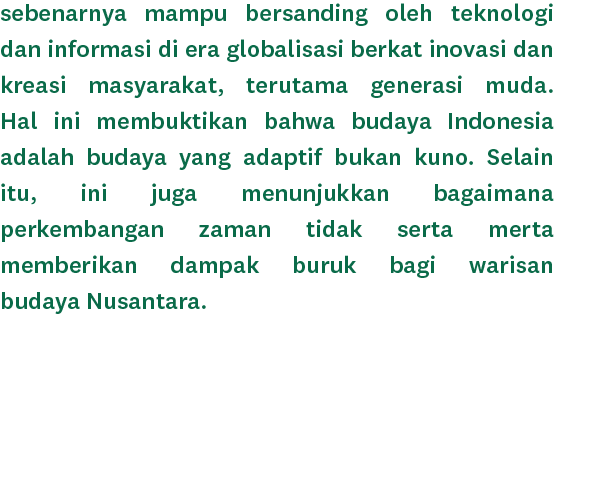 sebenarnya mampu bersanding oleh teknologi
dan informasi di era globalisasi berkat inovasi dan
kreasi masyarakat, terutama generasi muda.
Hal ini membuktikan bahwa budaya Indonesia
adalah budaya yang adaptif bukan kuno. Selain
itu, ini juga menunjukkan bagaimana
perkembangan zaman tidak serta merta
memberikan dampak buruk bagi warisan
budaya Nusantara.